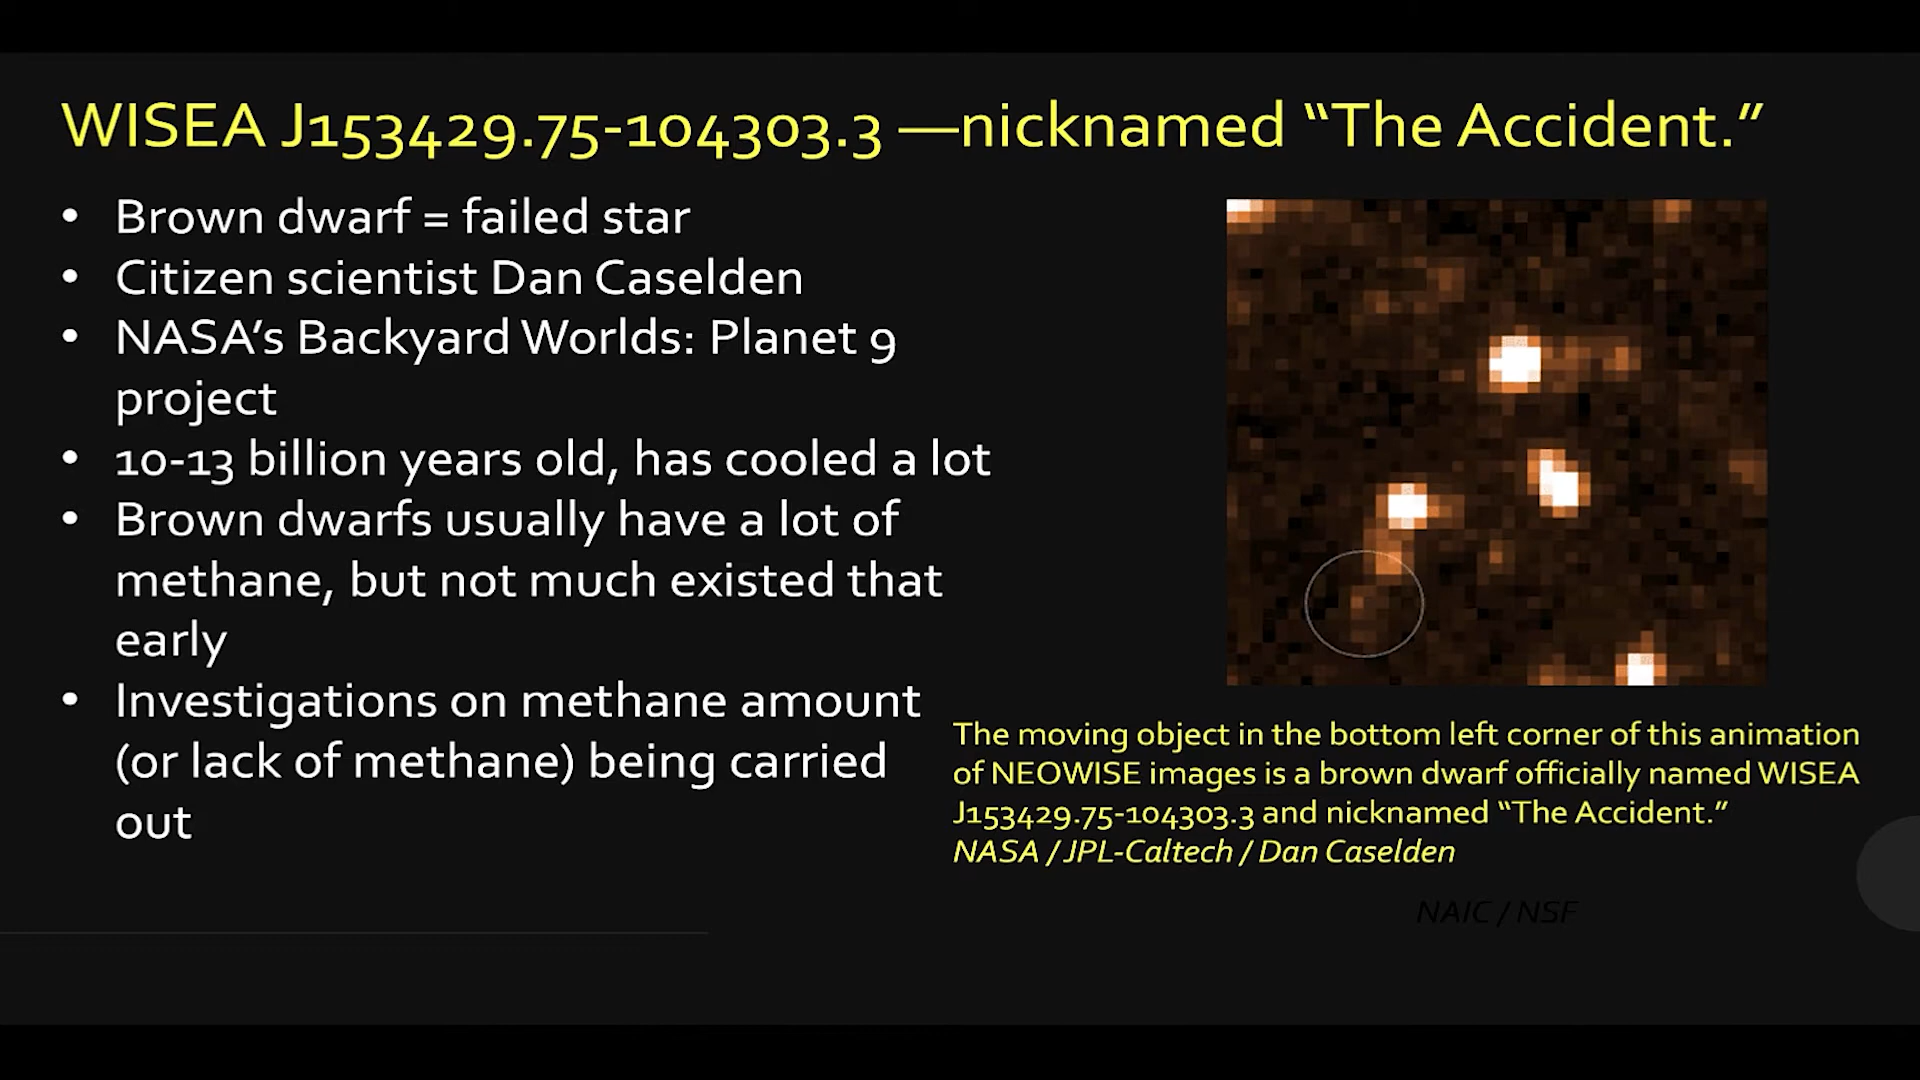 WISEA J153429.75-104303.3 —nicknamed “The Accident.”
• Brown dwarf = failed star
• Citizen scientist Dan Caselden
• NASA’s Backyard Worlds: Planet 9
project
• 10-13 billion years old, has cooled a lot
• Brown dwarfs usually have a lot of
methane, but not much existed that
early
• Investigations on methane amount
(or lack of methane) being carried
out
The moving object in the bottom left corner of this animation
of NEOWISE images is a brown dwarf officially named WISEA
J153429.75-104303.3 and nicknamed “The Accident.”
NASA / JPL-Caltech / Dan Caselden
NAIC / NSF